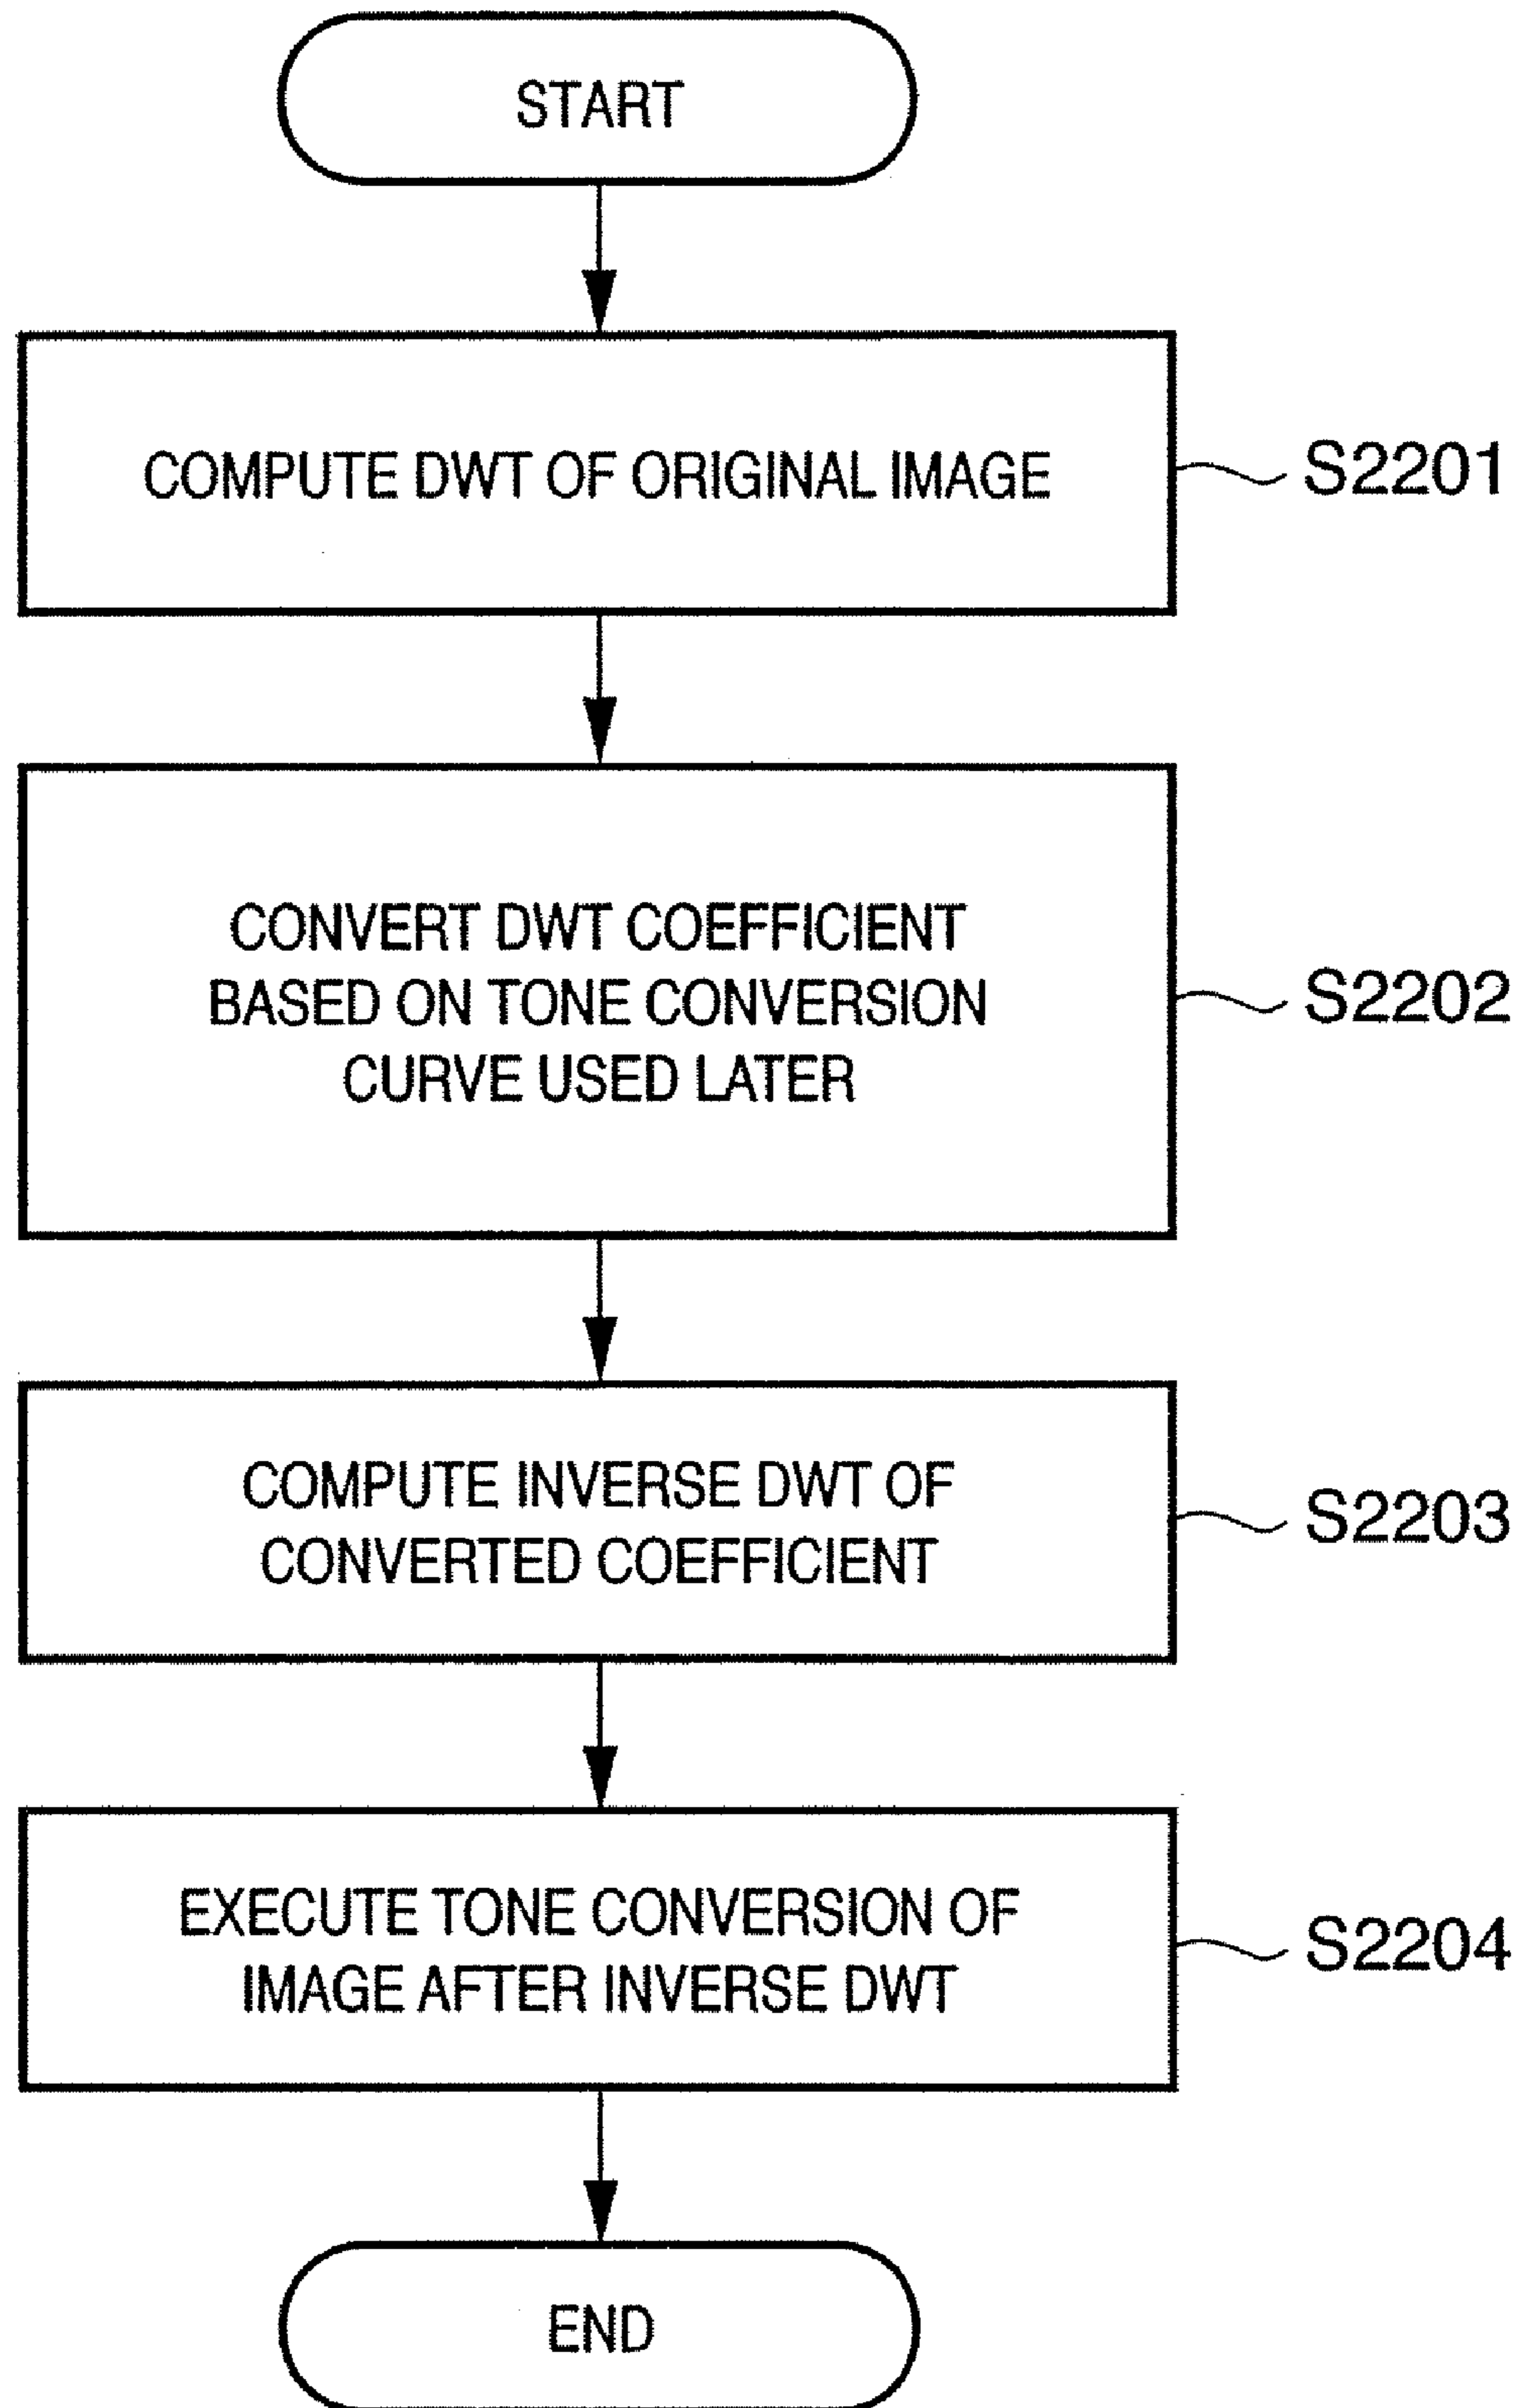 START
COMPUTE DWT OF ORIGINAL IMAGE
S2201
CONVERT DWT COEFFICIENT
BASED ON TONE CONVERSION
CURVE USED LATER
S2202
COMPUTE INVERSE DWT OF
CONVERTED COEFFICIENT
S2203
EXECUTE TONE CONVERSION OF
IMAGE AFTER INVERSE DWT
S2204
END